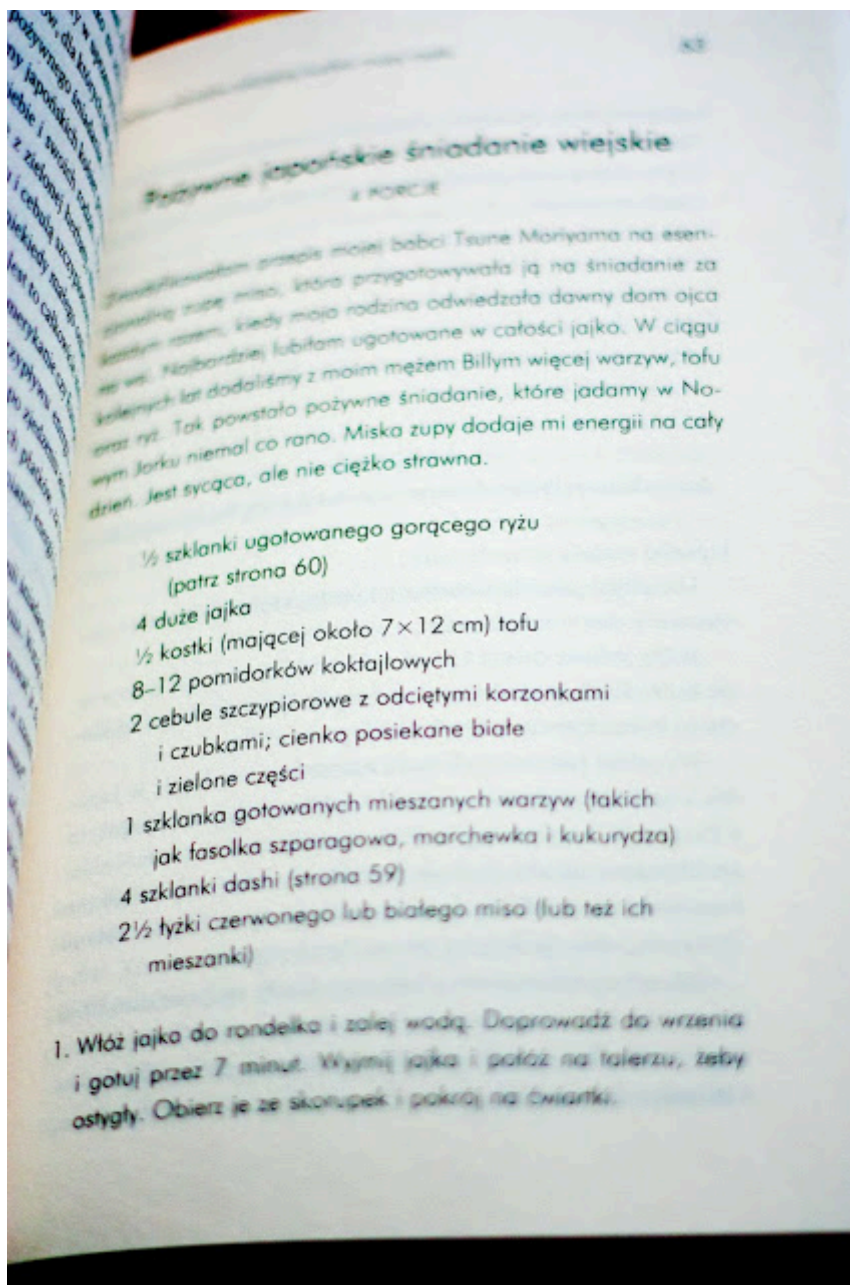 Pożywne japońskie śniadanie wiejskie
4 PORCJE
Zmodyfikowałam przepis mojej babci Tsune Moriyama na esen-
cjonalną zupę miso, która przygotowywała ją na śniadanie za
każdym razem, kiedy moja rodzina odwiedzała dawny dom ojca
na wsi. Najbardziej lubiłam ugotowane w całości jajko. W ciągu
kolejnych lat dodaliśmy z moim mężem Billym więcej warzyw, tofu
oraz ryż. Tak powstało pożywne śniadanie, które jadamy w No-
wym Jorku niemal co rano. Miska zupy dodaje mi energii na cały
dzień. Jest sycąca, ale nie ciężko strawna.
½ szklanki ugotowanego gorącego ryżu
(patrz strona 60)
4 duże jajka
½ kostki (mającej około 7×12 cm) tofu
8–12 pomidorków koktajlowych
2 cebule szczypiorowe z odciętymi korzonkami
i czubkami; cienko posiekane białe
i zielone części
1 szklanka gotowanych mieszanych warzyw (takich
jak fasolka szparagowa, marchewka i kukurydza)
4 szklanki dashi (strona 59)
2½ łyżki czerwonego lub białego miso (lub też ich
mieszanki)
1. Włóż jajka do rondelka i zalej wodą. Doprowadź do wrzenia
i gotuj przez 7 minut. Wyjmij jajka i połóż na talerzu, żeby
ostygły. Obierz je ze skorupek i pokrój na ćwiartki.